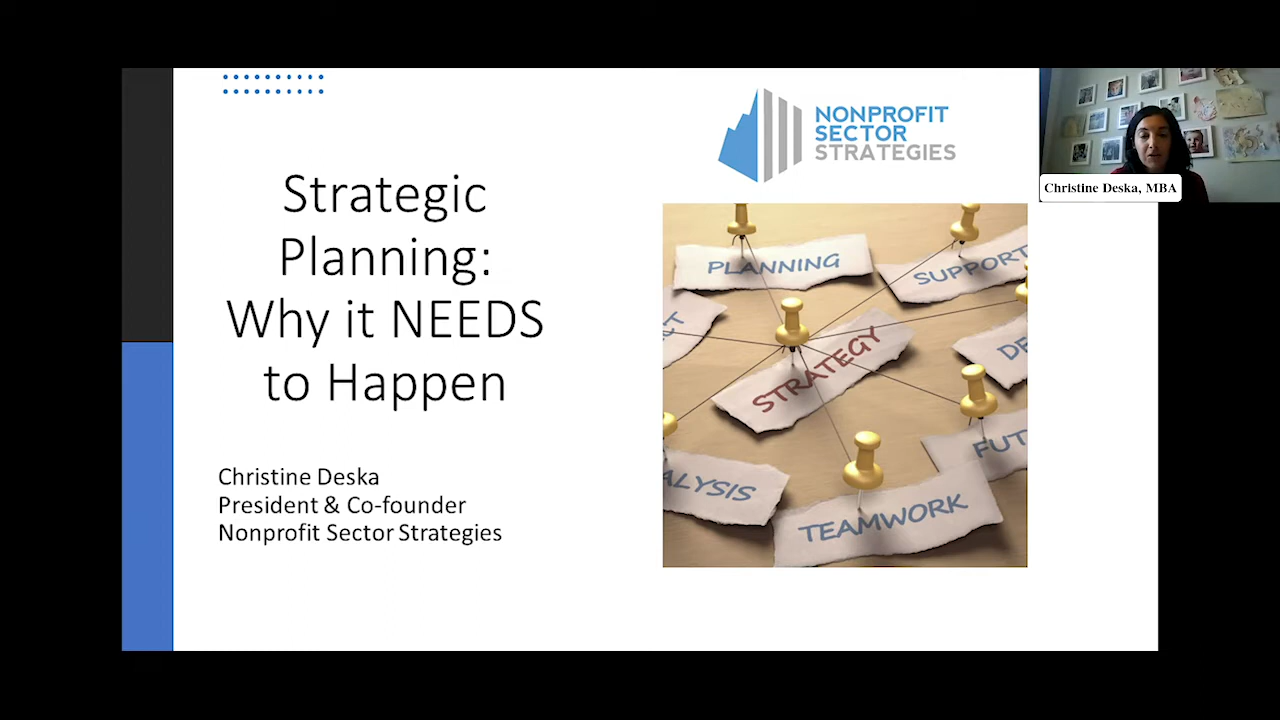 NONPROFIT
SECTOR
STRATEGIES
Christine Deska, MBA
Strategic
Planning:
Why it NEEDS
to Happen
Christine Deska
President & Co-founder
Nonprofit Sector Strategies
PLANNING
SUPPORT
STRATEGY
TEAMWORK